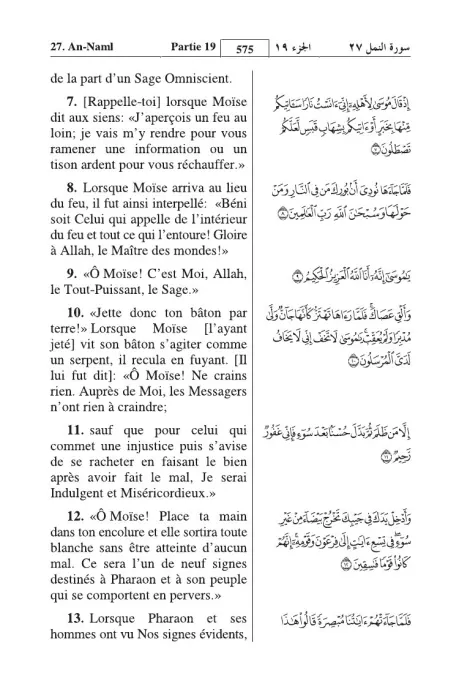 27. An-Naml Partie 19 575 الجزء ١٩ سورة النمل ٢٧
de la part d’un Sage Omniscient.
7. [Rappelle-toi] lorsque Moïse
dit aux siens: «J’aperçois un feu au
loin; je vais m’y rendre pour vous
ramener une information ou un
tison ardent pour vous réchauffer.»
8. Lorsque Moïse arriva au lieu
du feu, il fut ainsi interpellé: «Béni
soit Celui qui appelle de l’intérieur
du feu et tout ce qui l’entoure! Gloire
à Allah, le Maître des mondes!»
9. «Ô Moïse! C’est Moi, Allah,
le Tout-Puissant, le Sage.»
10. «Jette donc ton bâton par
terre!» Lorsque Moïse [l’ayant
jeté] vit son bâton s’agiter comme
un serpent, il recula en fuyant. [Il
lui fut dit]: «Ô Moïse! Ne crains
rien. Auprès de Moi, les Messagers
n’ont rien à craindre;
11. sauf que pour celui qui
commet une injustice puis s’avise
de se racheter en faisant le bien
après avoir fait le mal, Je serai
Indulgent et Miséricordieux.»
12. «Ô Moïse! Place ta main
dans ton encolure et elle sortira toute
blanche sans être atteinte d’aucun
mal. Ce sera l’un de neuf signes
destinés à Pharaon et à son peuple
qui se comportent en pervers.»
13. Lorsque Pharaon et ses
hommes ont vu Nos signes évidents,
إِذْ قَالَ مُوسَىٰ لِأَهْلِهِۦٓ إِنِّىٓ ءَانَسْتُ نَارًا سَـَٔاتِيكُم
مِّنْهَا بِخَبَرٍ أَوْ ءَاتِيكُم بِشِهَابٍ قَبَسٍ لَّعَلَّكُمْ
تَصْطَلُونَ ٧
فَلَمَّا جَآءَهَا نُودِىَ أَنۢ بُورِكَ مَن فِى ٱلنَّارِ وَمَنْ
حَوْلَهَا وَسُبْحَـٰنَ ٱللَّهِ رَبِّ ٱلْعَـٰلَمِينَ ٨
يَـٰمُوسَىٰٓ إِنَّهُۥٓ أَنَا ٱللَّهُ ٱلْعَزِيزُ ٱلْحَكِيمُ ٩
وَأَلْقِ عَصَاكَ ۚ فَلَمَّا رَءَاهَا تَهْتَزُّ كَأَنَّهَا جَآنٌّ وَلَّىٰ
مُدْبِرًا وَلَمْ يُعَقِّبْ ۚ يَـٰمُوسَىٰ لَا تَخَفْ إِنِّى لَا يَخَافُ
لَدَىَّ ٱلْمُرْسَلُونَ ١٠
إِلَّا مَن ظَلَمَ ثُمَّ بَدَّلَ حُسْنًۢا بَعْدَ سُوٓءٍ فَإِنِّى غَفُورٌ
رَّحِيمٌ ١١
وَأَدْخِلْ يَدَكَ فِى جَيْبِكَ تَخْرُجْ بَيْضَآءَ مِنْ غَيْرِ
سُوٓءٍ ۖ فِى تِسْعِ ءَايَـٰتٍ إِلَىٰ فِرْعَوْنَ وَقَوْمِهِۦٓ ۚ إِنَّهُمْ
كَانُوا۟ قَوْمًا فَـٰسِقِينَ ١٢
فَلَمَّا جَآءَتْهُمْ ءَايَـٰتُنَا مُبْصِرَةً قَالُوا۟ هَـٰذَا